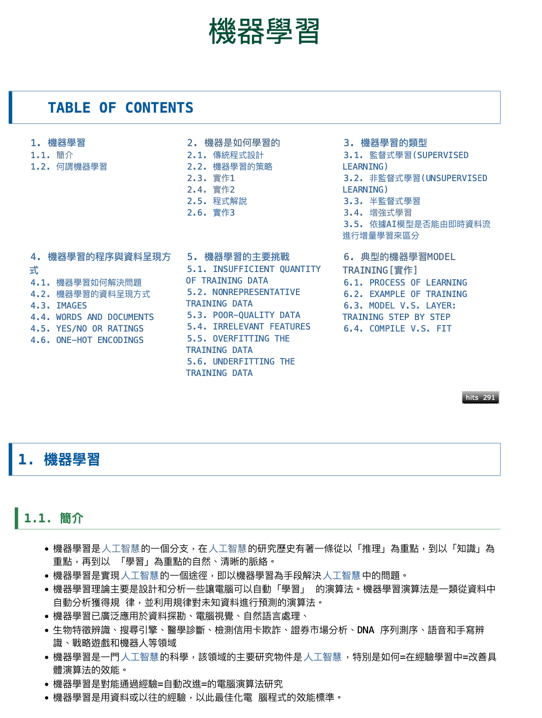 機器學習
TABLE OF CONTENTS
1. 機器學習
1.1. 簡介
1.2. 何謂機器學習
2. 機器是如何學習的
2.1. 傳統程式設計
2.2. 機器學習的策略
2.3. 實作1
2.4. 實作2
2.5. 程式解說
2.6. 實作3
3. 機器學習的類型
3.1. 監督式學習(SUPERVISED
LEARNING)
3.2. 非監督式學習(UNSUPERVISED
LEARNING)
3.3. 半監督式學習
3.4. 增強式學習
3.5. 依據AI模型是否能由即時資料流
進行增量學習來區分
4. 機器學習的程序與資料呈現方
式
4.1. 機器學習如何解決問題
4.2. 機器學習的資料呈現方式
4.3. IMAGES
4.4. WORDS AND DOCUMENTS
4.5. YES/NO OR RATINGS
4.6. ONE-HOT ENCODINGS
5. 機器學習的主要挑戰
5.1. INSUFFICIENT QUANTITY
OF TRAINING DATA
5.2. NONREPRESENTATIVE
TRAINING DATA
5.3. POOR-QUALITY DATA
5.4. IRRELEVANT FEATURES
5.5. OVERFITTING THE
TRAINING DATA
5.6. UNDERFITTING THE
TRAINING DATA
6. 典型的機器學習MODEL
TRAINING[實作]
6.1. PROCESS OF LEARNING
6.2. EXAMPLE OF TRAINING
6.3. MODEL V.S. LAYER:
TRAINING STEP BY STEP
6.4. COMPILE V.S. FIT
hits 291
1. 機器學習
1.1. 簡介
• 機器學習是人工智慧的一個分支，在人工智慧的研究歷史有著一條從以「推理」為重點，到以「知識」為
重點，再到以 「學習」為重點的自然、清晰的脈絡。
• 機器學習是實現人工智慧的一個途徑，即以機器學習為手段解決人工智慧中的問題。
• 機器學習理論主要是設計和分析一些讓電腦可以自動「學習」 的演算法。機器學習演算法是一類從資料中
自動分析獲得規 律，並利用規律對未知資料進行預測的演算法。
• 機器學習已廣泛應用於資料探勘、電腦視覺、自然語言處理、
• 生物特徵辨識、搜尋引擎、醫學診斷、檢測信用卡欺詐、證券市場分析、DNA 序列測序、語音和手寫辨
識、戰略遊戲和機器人等領域
• 機器學習是一門人工智慧的科學，該領域的主要研究物件是人工智慧 ，特別是如何=在經驗學習中=改善具
體演算法的效能。
• 機器學習是對能通過經驗=自動改進=的電腦演算法研究
• 機器學習是用資料或以往的經驗，以此最佳化電 腦程式的效能標準。